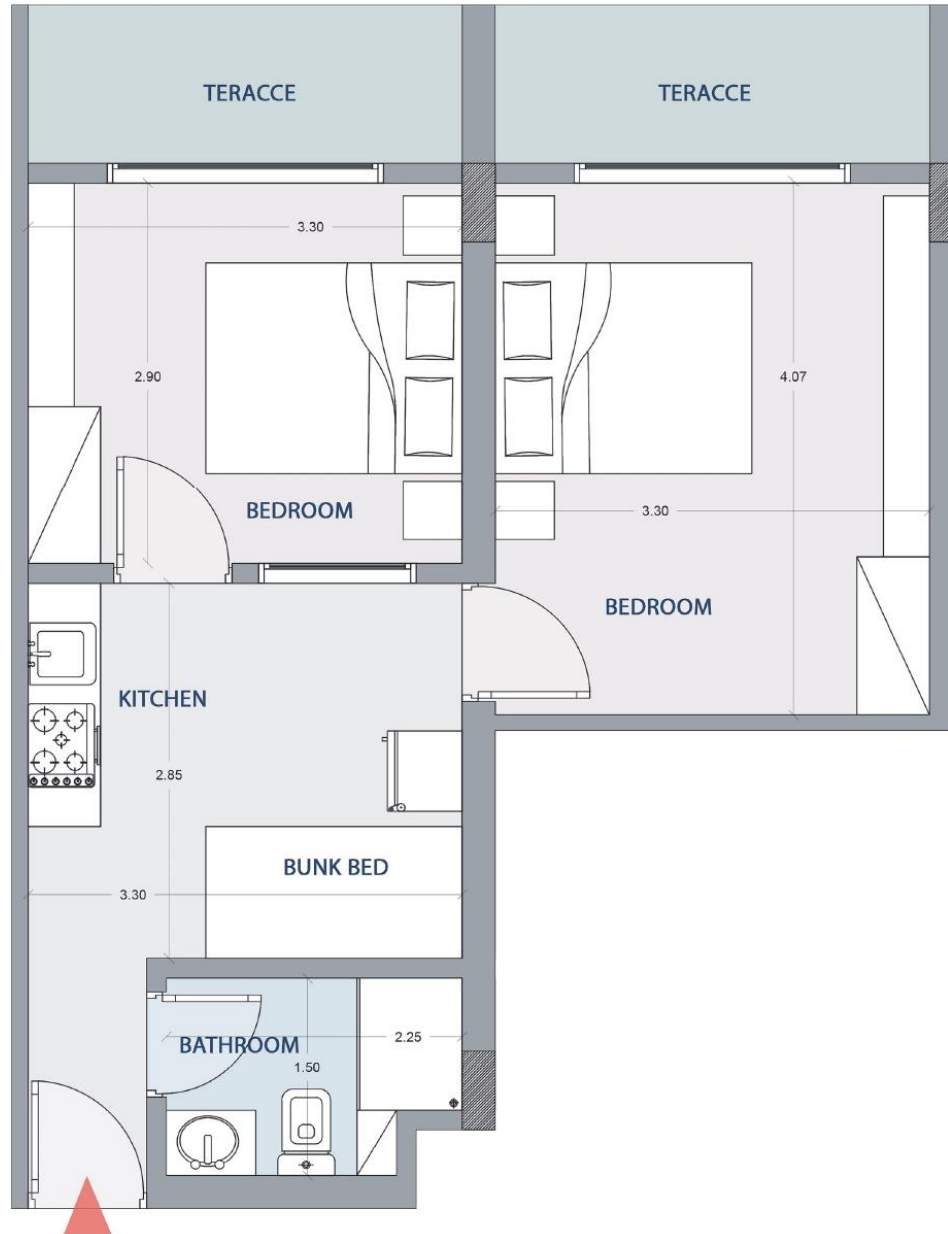 TERACCE
TERACCE
3.30
2.90
4.07
BEDROOM
3.30
BEDROOM
KITCHEN
2.85
BUNK BED
3.30
BATHROOM
2.25
1.50